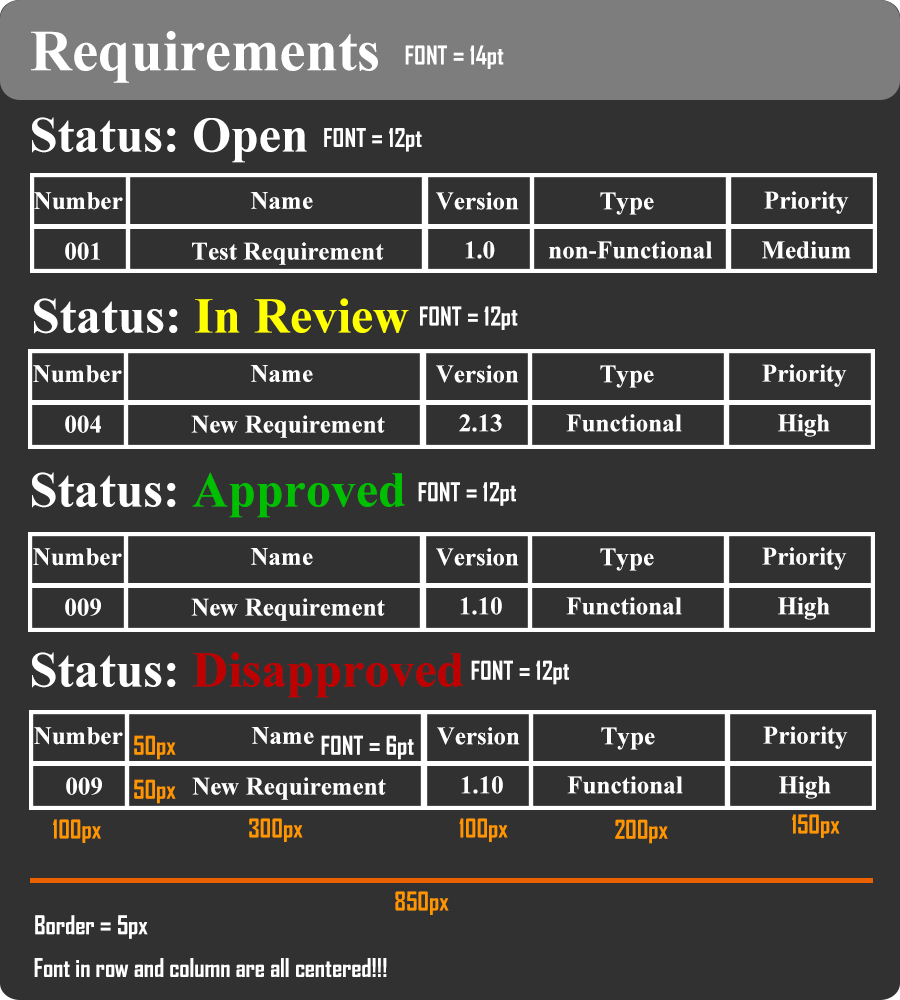 Requirements FONT = 14pt
Status: Open FONT = 12pt
Number Name Version Type Priority
001 Test Requirement 1.0 non-Functional Medium
Status: In Review FONT = 12pt
Number Name Version Type Priority
004 New Requirement 2.13 Functional High
Status: Approved FONT = 12pt
Number Name Version Type Priority
009 New Requirement 1.10 Functional High
Status: Disapproved FONT = 12pt
Number 50px Name FONT = 6pt Version Type Priority
009 50px New Requirement 1.10 Functional High
100px 300px 100px 200px 150px
850px
Border = 5px
Font in row and column are all centered!!!